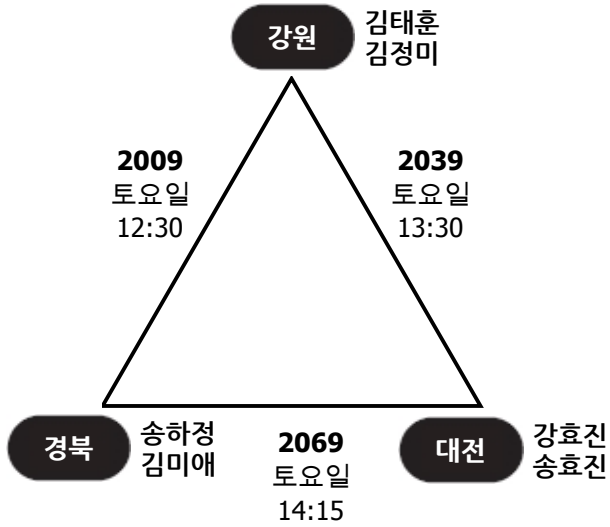 강원
김태훈
김정미
2009
토요일
12:30
2039
토요일
13:30
경북
송하정
김미애
2069
토요일
14:15
대전
강효진
송효진